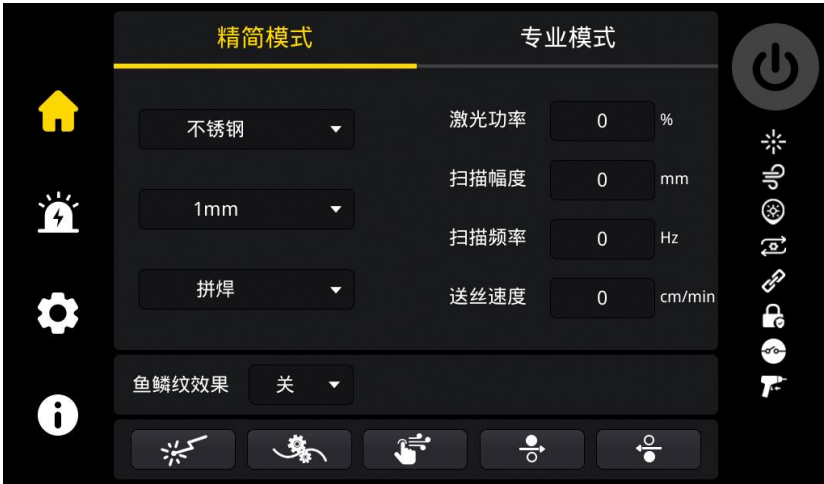 精简模式 专业模式
不锈钢
1mm
拼焊
激光功率 0 %
扫描幅度 0 mm
扫描频率 0 Hz
送丝速度 0 cm/min
鱼鳞纹效果 关